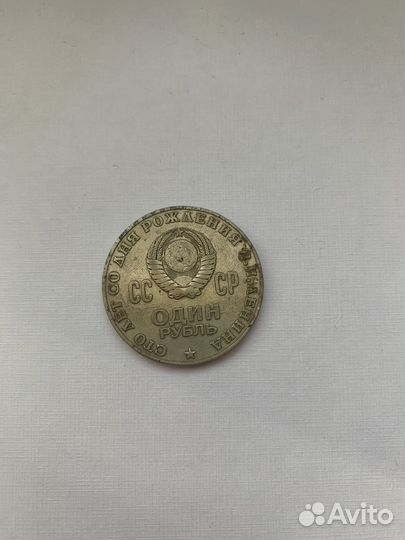 СТО ЛЕТ СО ДНЯ РОЖДЕНИЯ В.И.ЛЕНИНА
СС СР
ОДИН
РУБЛЬ
Avito